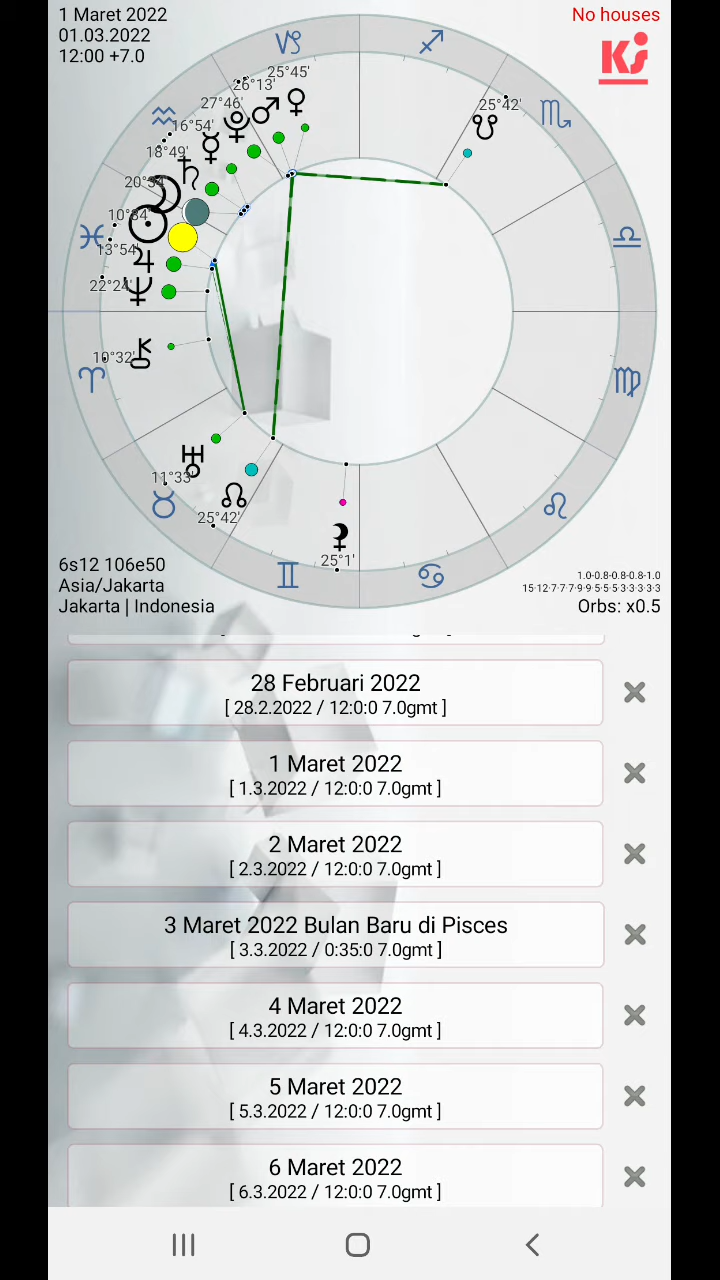 1 Maret 2022
01.03.2022
12:00 +7.0
No houses
KS
25°45'
26°13'
27°46'
16°54'
18°49'
10°34'
13°54'
22°24'
10°32'
11°33'
25°42'
25°1'
25°42'
6s12 106e50
Asia/Jakarta
Jakarta | Indonesia
1.0-0.8-0.8-0.8-1.0
15-12-7-7-7-9-9-5-5-5-3-3-3-3-3
Orbs: x0.5
28 Februari 2022
[ 28.2.2022 / 12:0:0 7.0gmt ]
1 Maret 2022
[ 1.3.2022 / 12:0:0 7.0gmt ]
2 Maret 2022
[ 2.3.2022 / 12:0:0 7.0gmt ]
3 Maret 2022 Bulan Baru di Pisces
[ 3.3.2022 / 0:35:0 7.0gmt ]
4 Maret 2022
[ 4.3.2022 / 12:0:0 7.0gmt ]
5 Maret 2022
[ 5.3.2022 / 12:0:0 7.0gmt ]
6 Maret 2022
[ 6.3.2022 / 12:0:0 7.0gmt ]